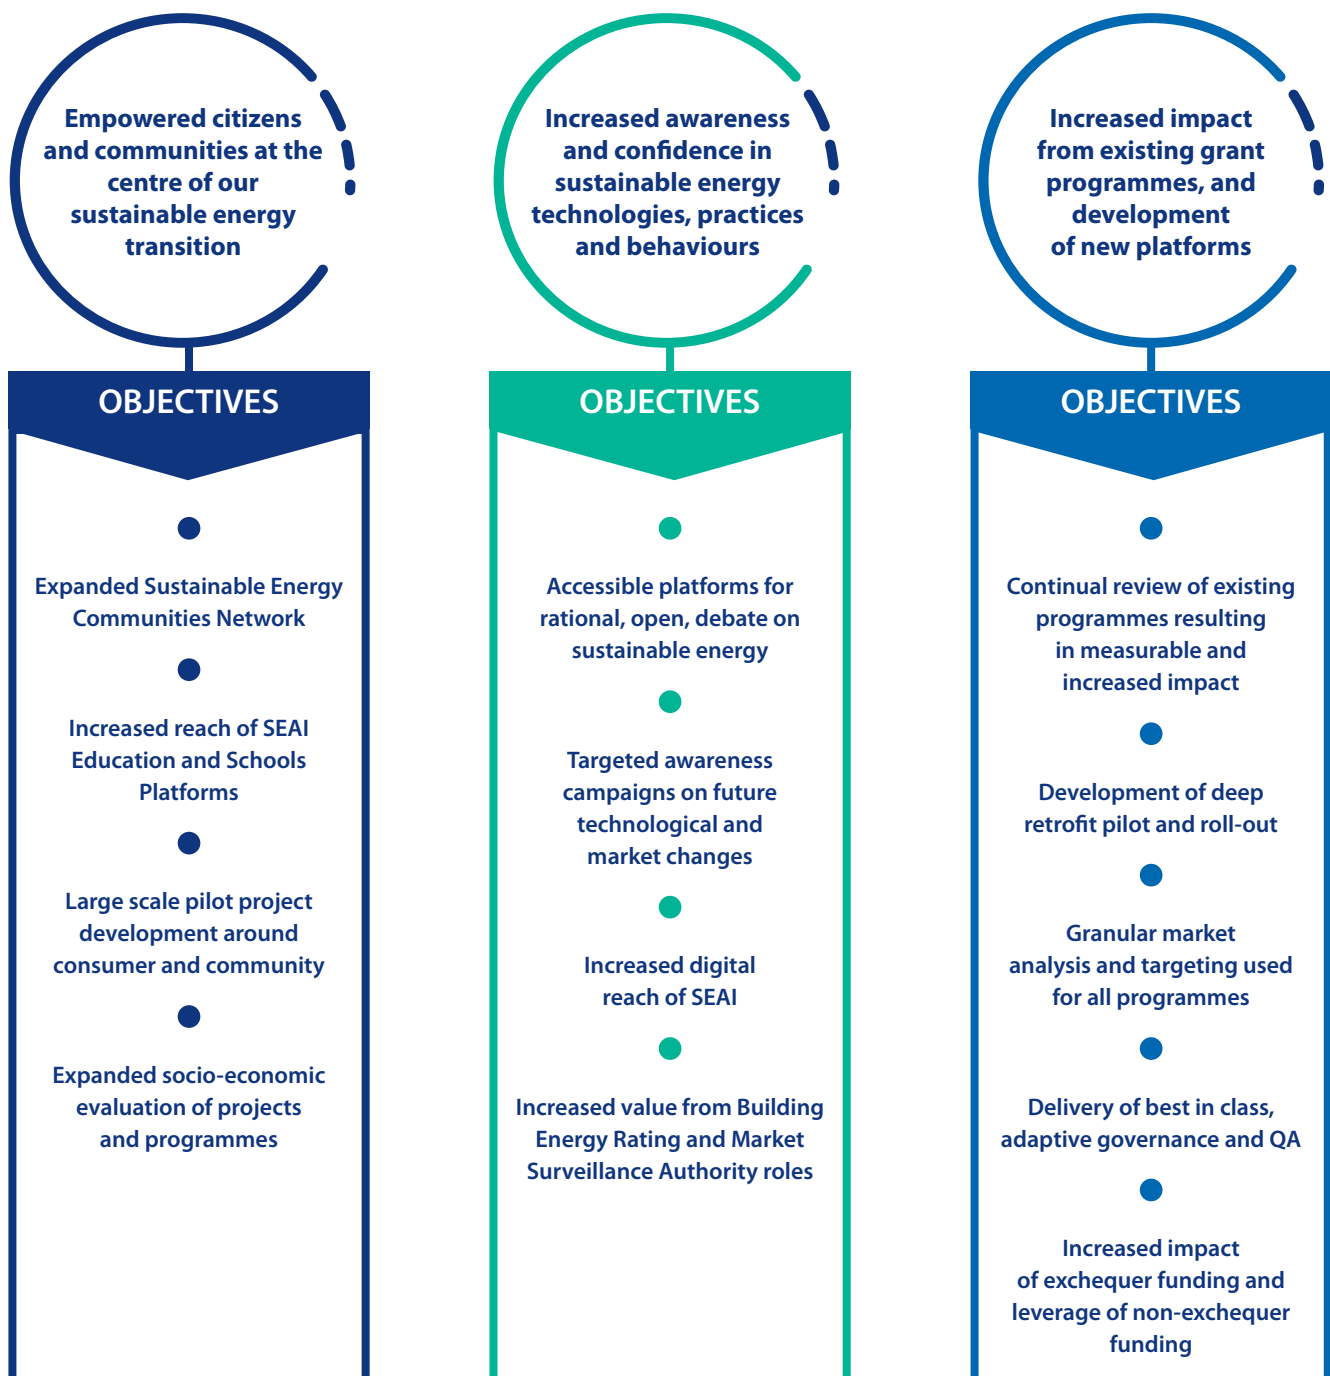 Empowered citizens
and communities at the
centre of our
sustainable energy
transition
OBJECTIVES
Expanded Sustainable Energy
Communities Network
Increased reach of SEAI
Education and Schools
Platforms
Large scale pilot project
development around
consumer and community
Expanded socio-economic
evaluation of projects
and programmes
Increased awareness
and confidence in
sustainable energy
technologies, practices
and behaviours
OBJECTIVES
Accessible platforms for
rational, open, debate on
sustainable energy
Targeted awareness
campaigns on future
technological and
market changes
Increased digital
reach of SEAI
Increased value from Building
Energy Rating and Market
Surveillance Authority roles
Increased impact
from existing grant
programmes, and
development
of new platforms
OBJECTIVES
Continual review of existing
programmes resulting
in measurable and
increased impact
Development of deep
retrofit pilot and roll-out
Granular market
analysis and targeting used
for all programmes
Delivery of best in class,
adaptive governance and QA
Increased impact
of exchequer funding and
leverage of non-exchequer
funding